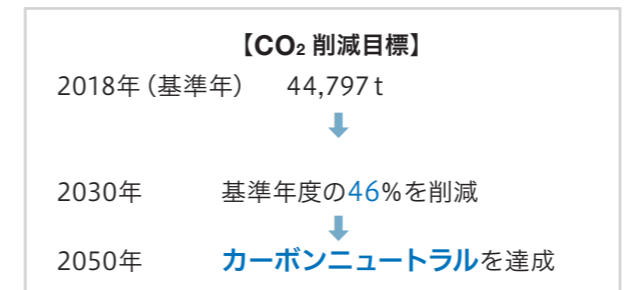 【CO₂ 削減目標】
2018年（基準年） 44,797 t
2030年 基準年度の46%を削減
2050年 カーボンニュートラルを達成